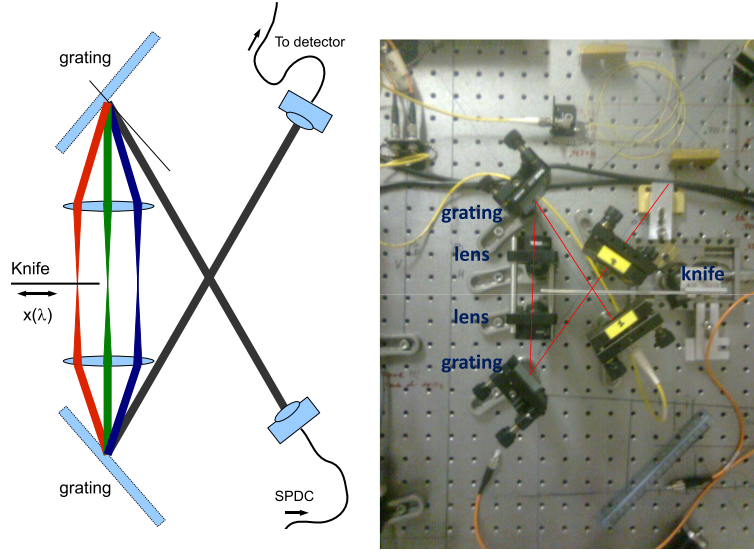 grating
To detector
Knife
x(λ)
grating
SPDC
grating
lens
knife
lens
grating